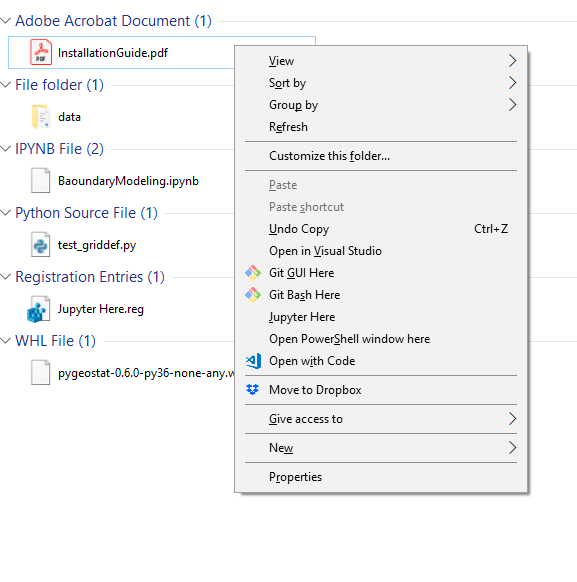 Adobe Acrobat Document (1)
InstallationGuide.pdf
File folder (1)
data
IPYNB File (2)
BaoundaryModeling.ipynb
Python Source File (1)
test_griddef.py
Registration Entries (1)
Jupyter Here.reg
WHL File (1)
pygeostat-0.6.0-py36-none-any.w
View
Sort by
Group by
Refresh
Customize this folder...
Paste
Paste shortcut
Undo Copy Ctrl+Z
Open in Visual Studio
Git GUI Here
Git Bash Here
Jupyter Here
Open PowerShell window here
Open with Code
Move to Dropbox
Give access to
New
Properties